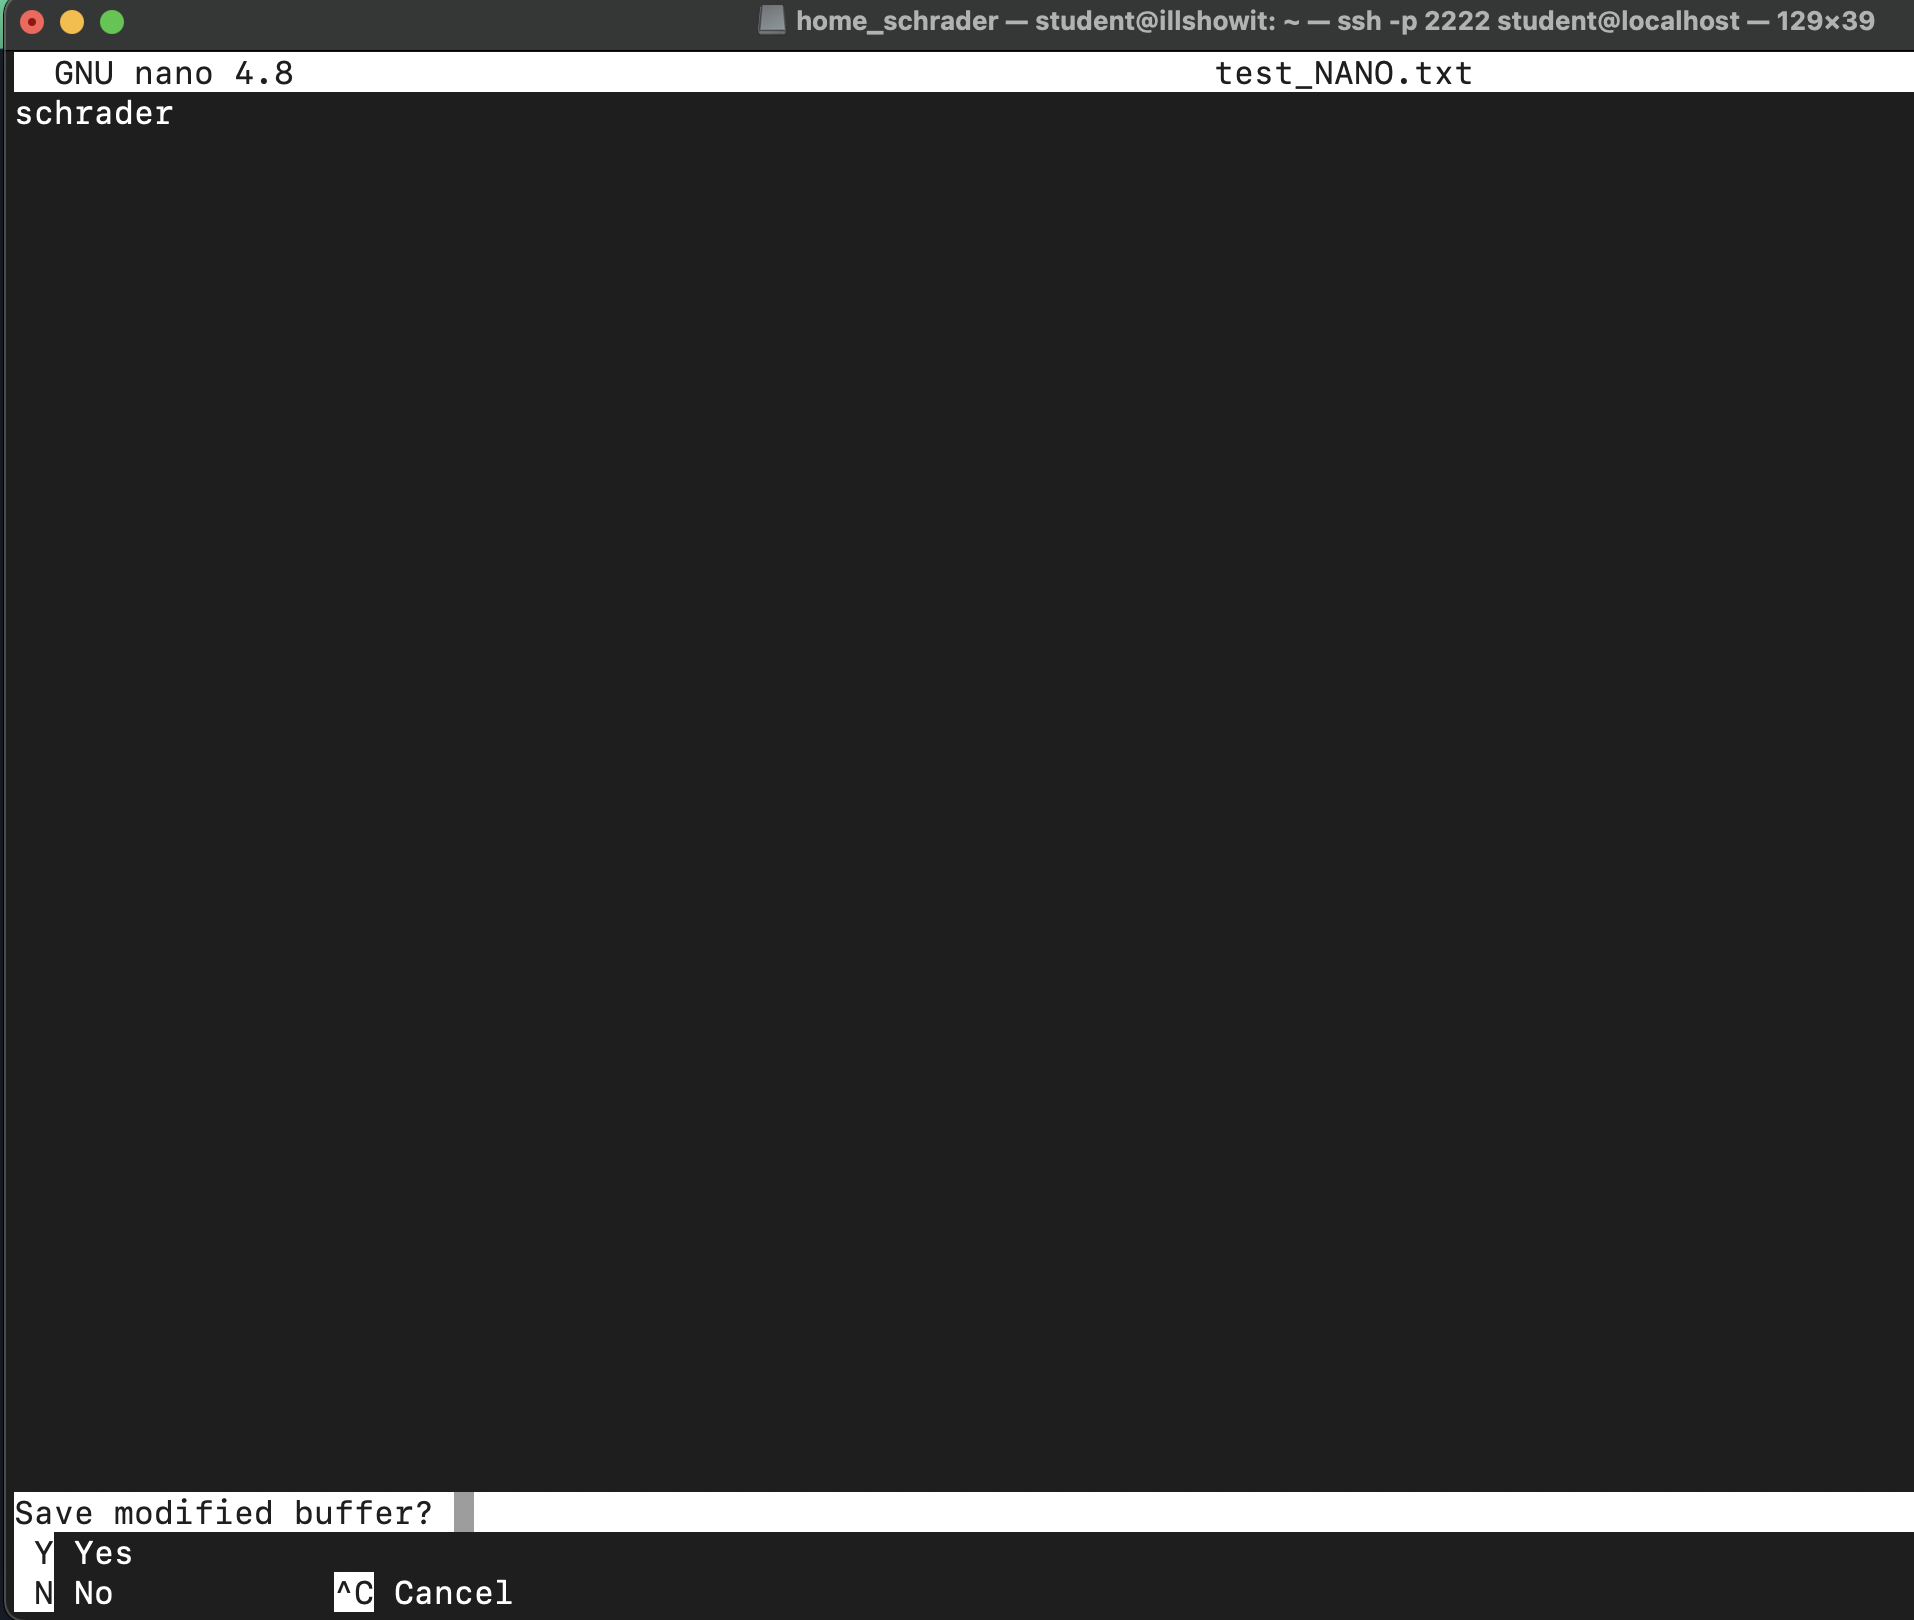 home_schrader — student@illshowit: ~ — ssh -p 2222 student@localhost — 129×39
GNU nano 4.8 test_NANO.txt
schrader
Save modified buffer?
Y Yes
N No ^C Cancel